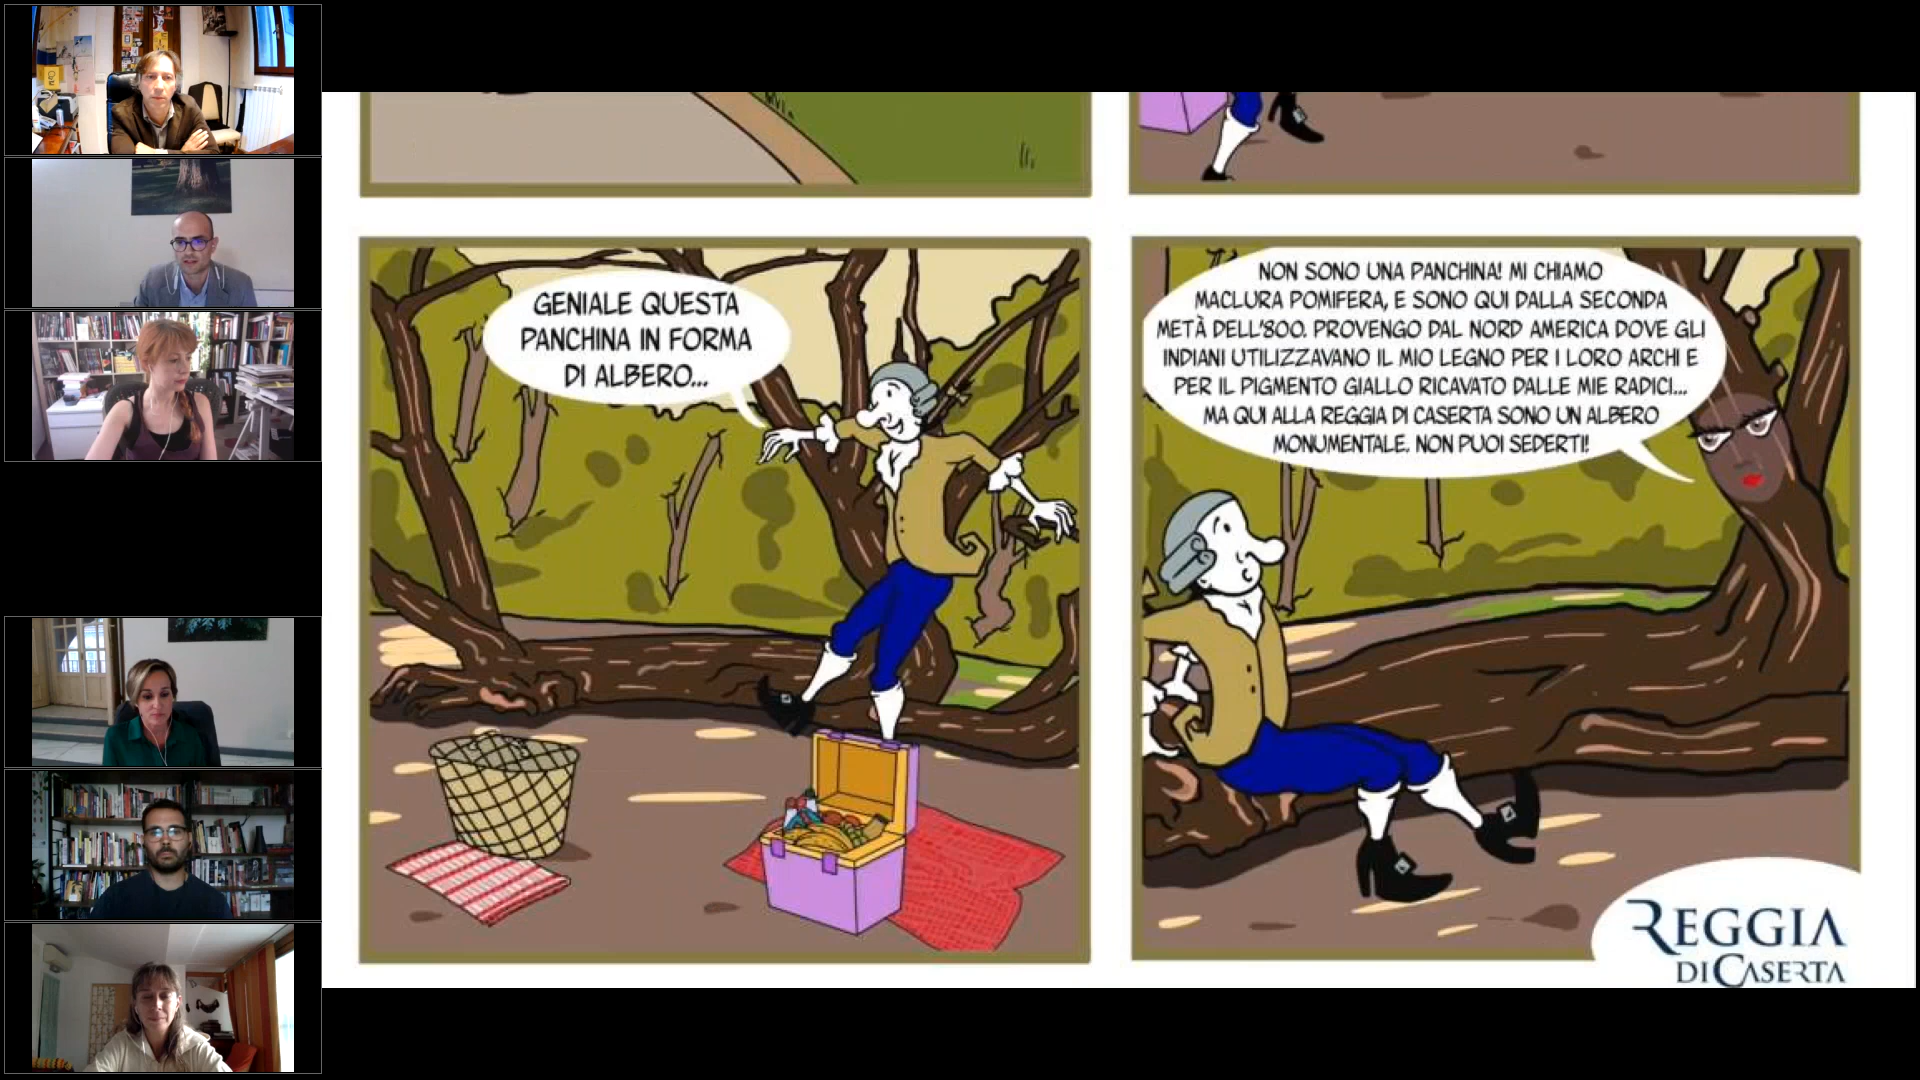 GENIALE QUESTA
PANCHINA IN FORMA
DI ALBERO...
NON SONO UNA PANCHINA! MI CHIAMO
MACLURA POMIFERA, E SONO QUI DALLA SECONDA
METÀ DELL'800. PROVENGO DAL NORD AMERICA DOVE GLI
INDIANI UTILIZZAVANO IL MIO LEGNO PER I LORO ARCHI E
PER IL PIGMENTO GIALLO RICAVATO DALLE MIE RADICI...
MA QUI ALLA REGGIA DI CASERTA SONO UN ALBERO
MONUMENTALE. NON PUOI SEDERTI!
REGGIA
DI CASERTA